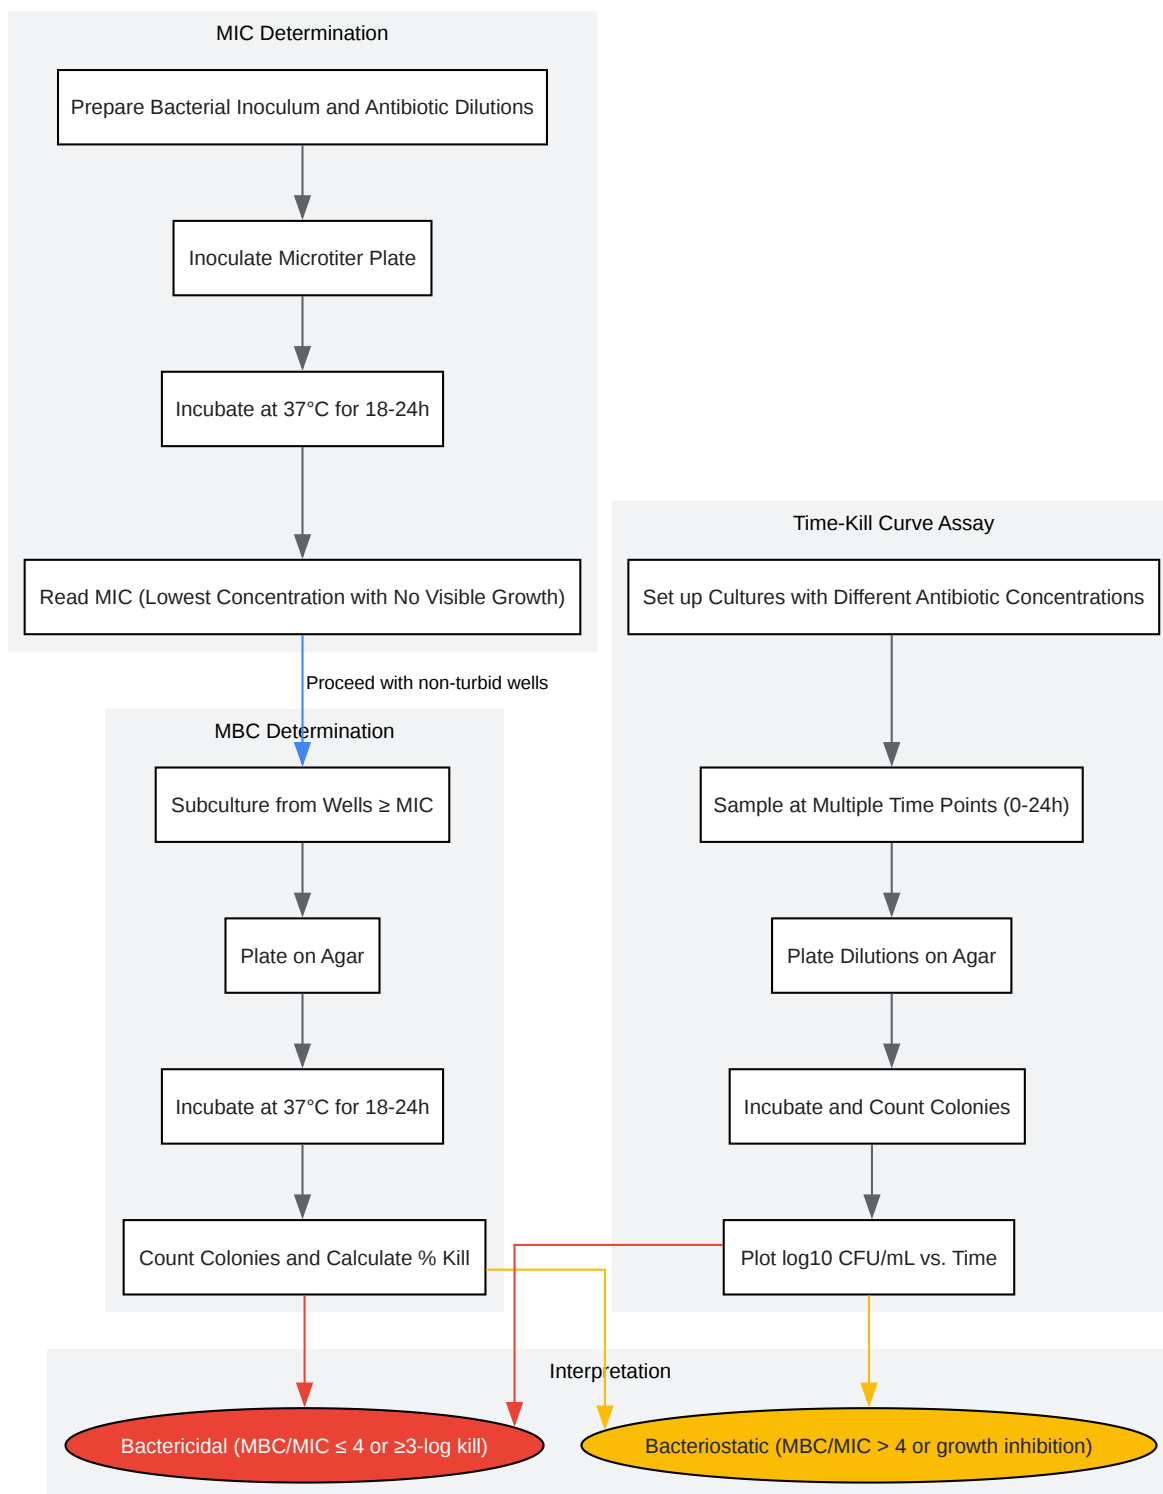 MIC Determination
Prepare Bacterial Inoculum and Antibiotic Dilutions
Inoculate Microtiter Plate
Incubate at 37°C for 18-24h
Read MIC (Lowest Concentration with No Visible Growth)
Proceed with non-turbid wells
MBC Determination
Subculture from Wells ≥ MIC
Plate on Agar
Incubate at 37°C for 18-24h
Count Colonies and Calculate % Kill
Time-Kill Curve Assay
Set up Cultures with Different Antibiotic Concentrations
Sample at Multiple Time Points (0-24h)
Plate Dilutions on Agar
Incubate and Count Colonies
Plot log10 CFU/mL vs. Time
Interpretation
Bactericidal (MBC/MIC ≤ 4 or ≥3-log kill)
Bacteriostatic (MBC/MIC > 4 or growth inhibition)